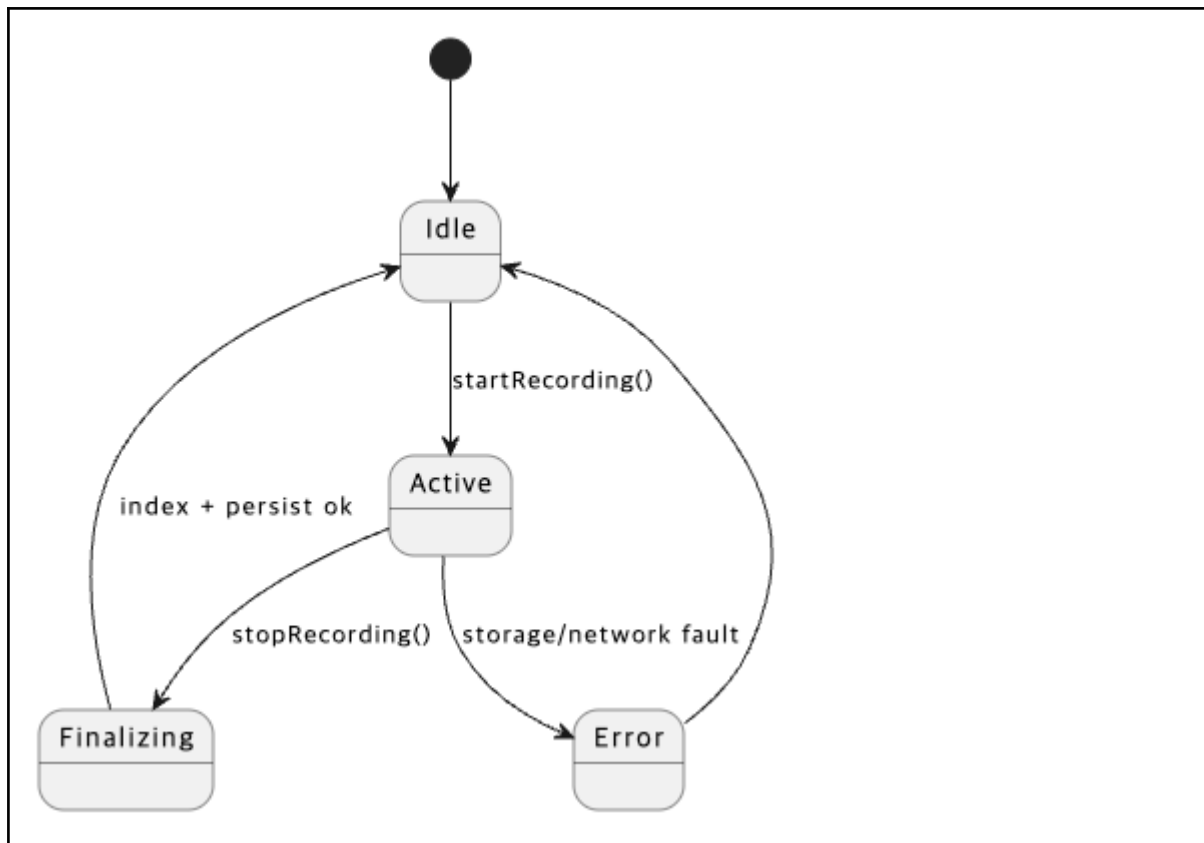 Idle
startRecording()
Active
index + persist ok
stopRecording()
storage/network fault
Finalizing
Error